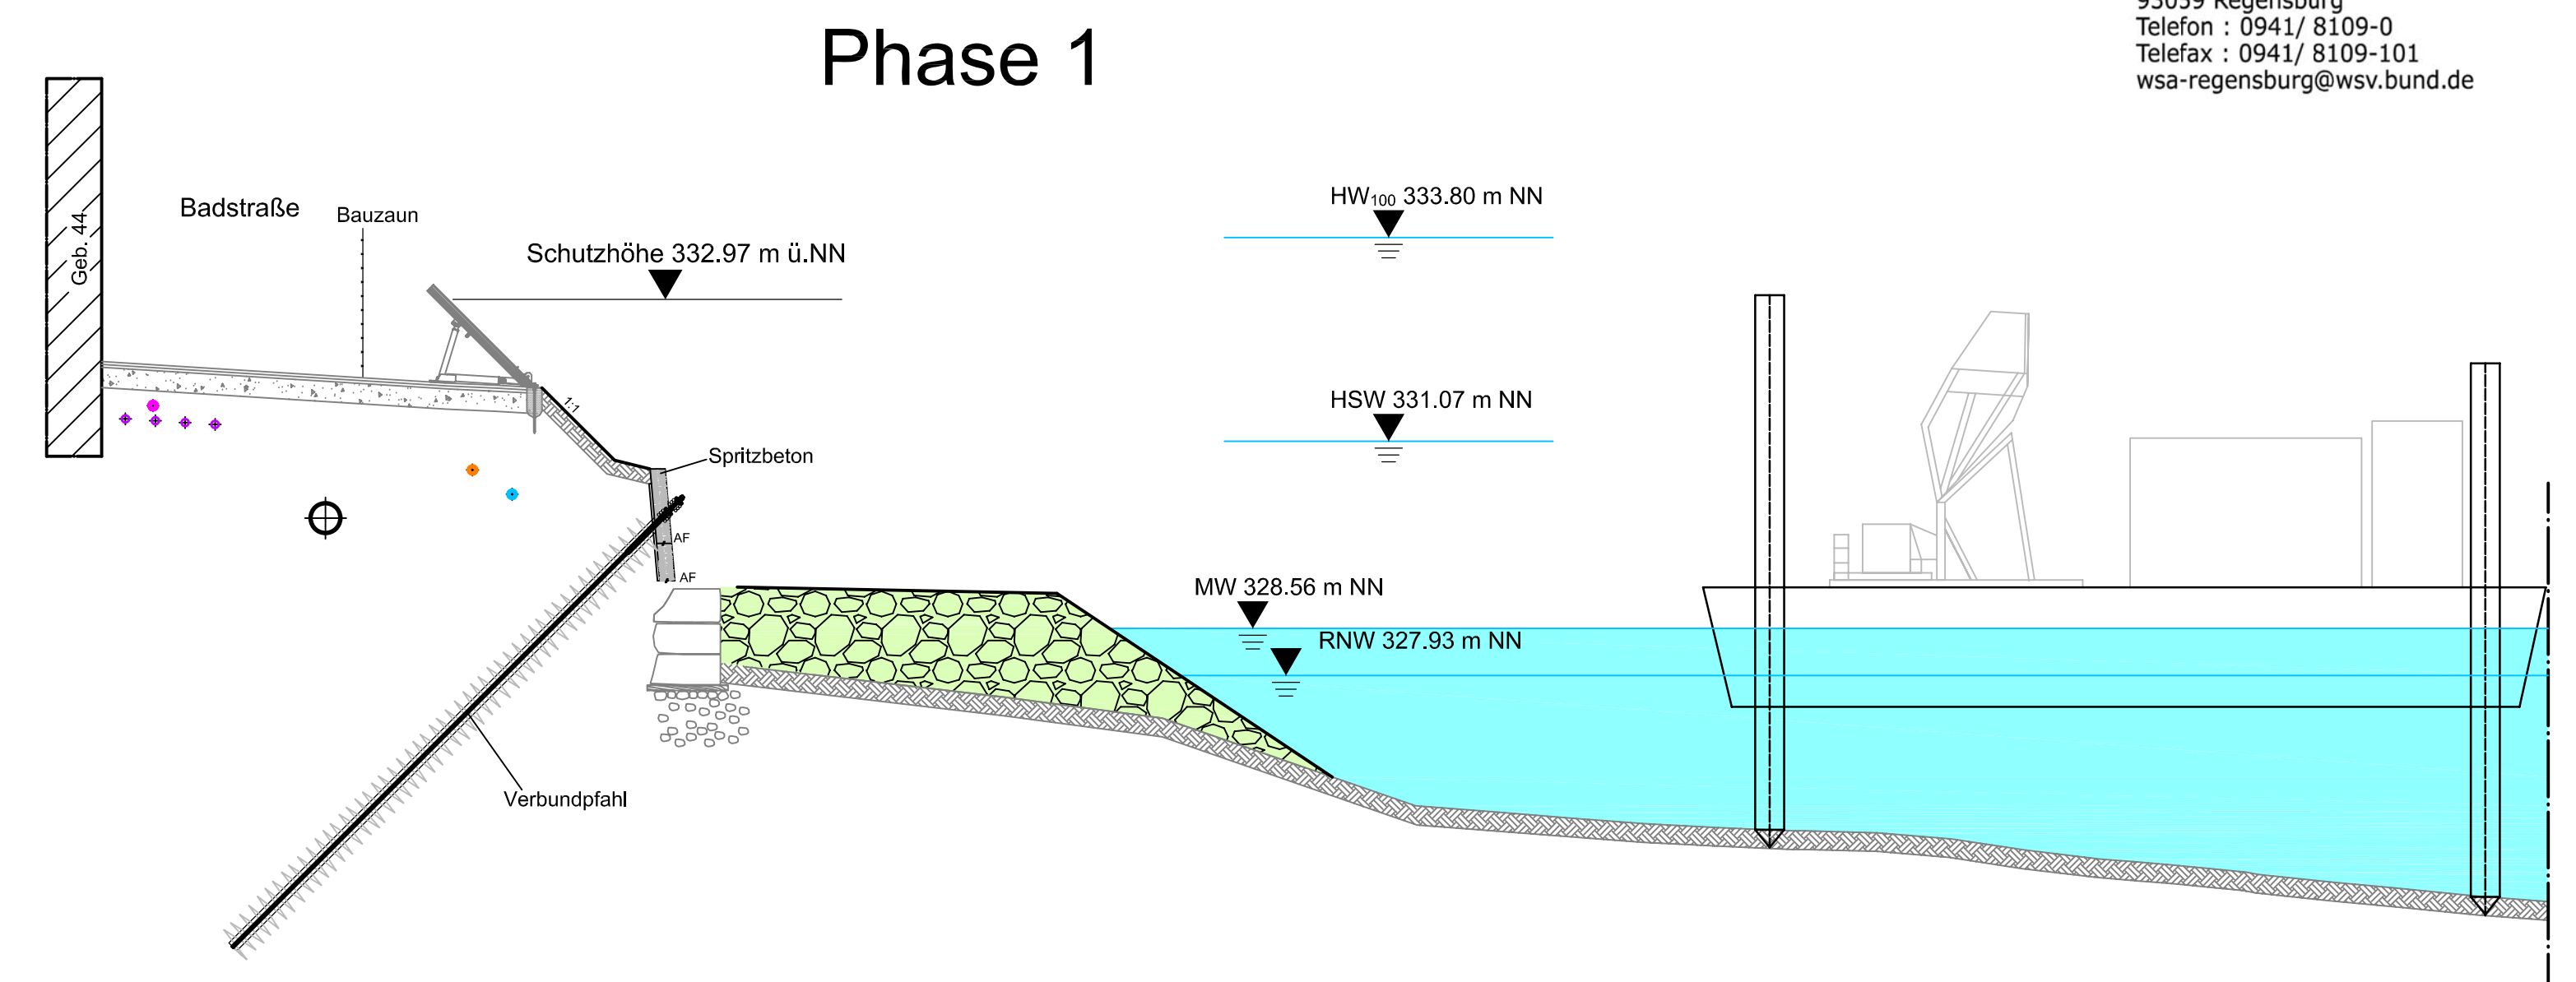 93059 Regensburg
Telefon : 0941/ 8109-0
Telefax : 0941/ 8109-101
wsa-regensburg@wsv.bund.de
Phase 1
Geb. 44
Badstraße
Bauzaun
Schutzhöhe 332.97 m ü.NN
HW₁₀₀ 333.80 m NN
1:1
HSW 331.07 m NN
Spritzbeton
AF
AF
MW 328.56 m NN
RNW 327.93 m NN
Verbundpfahl